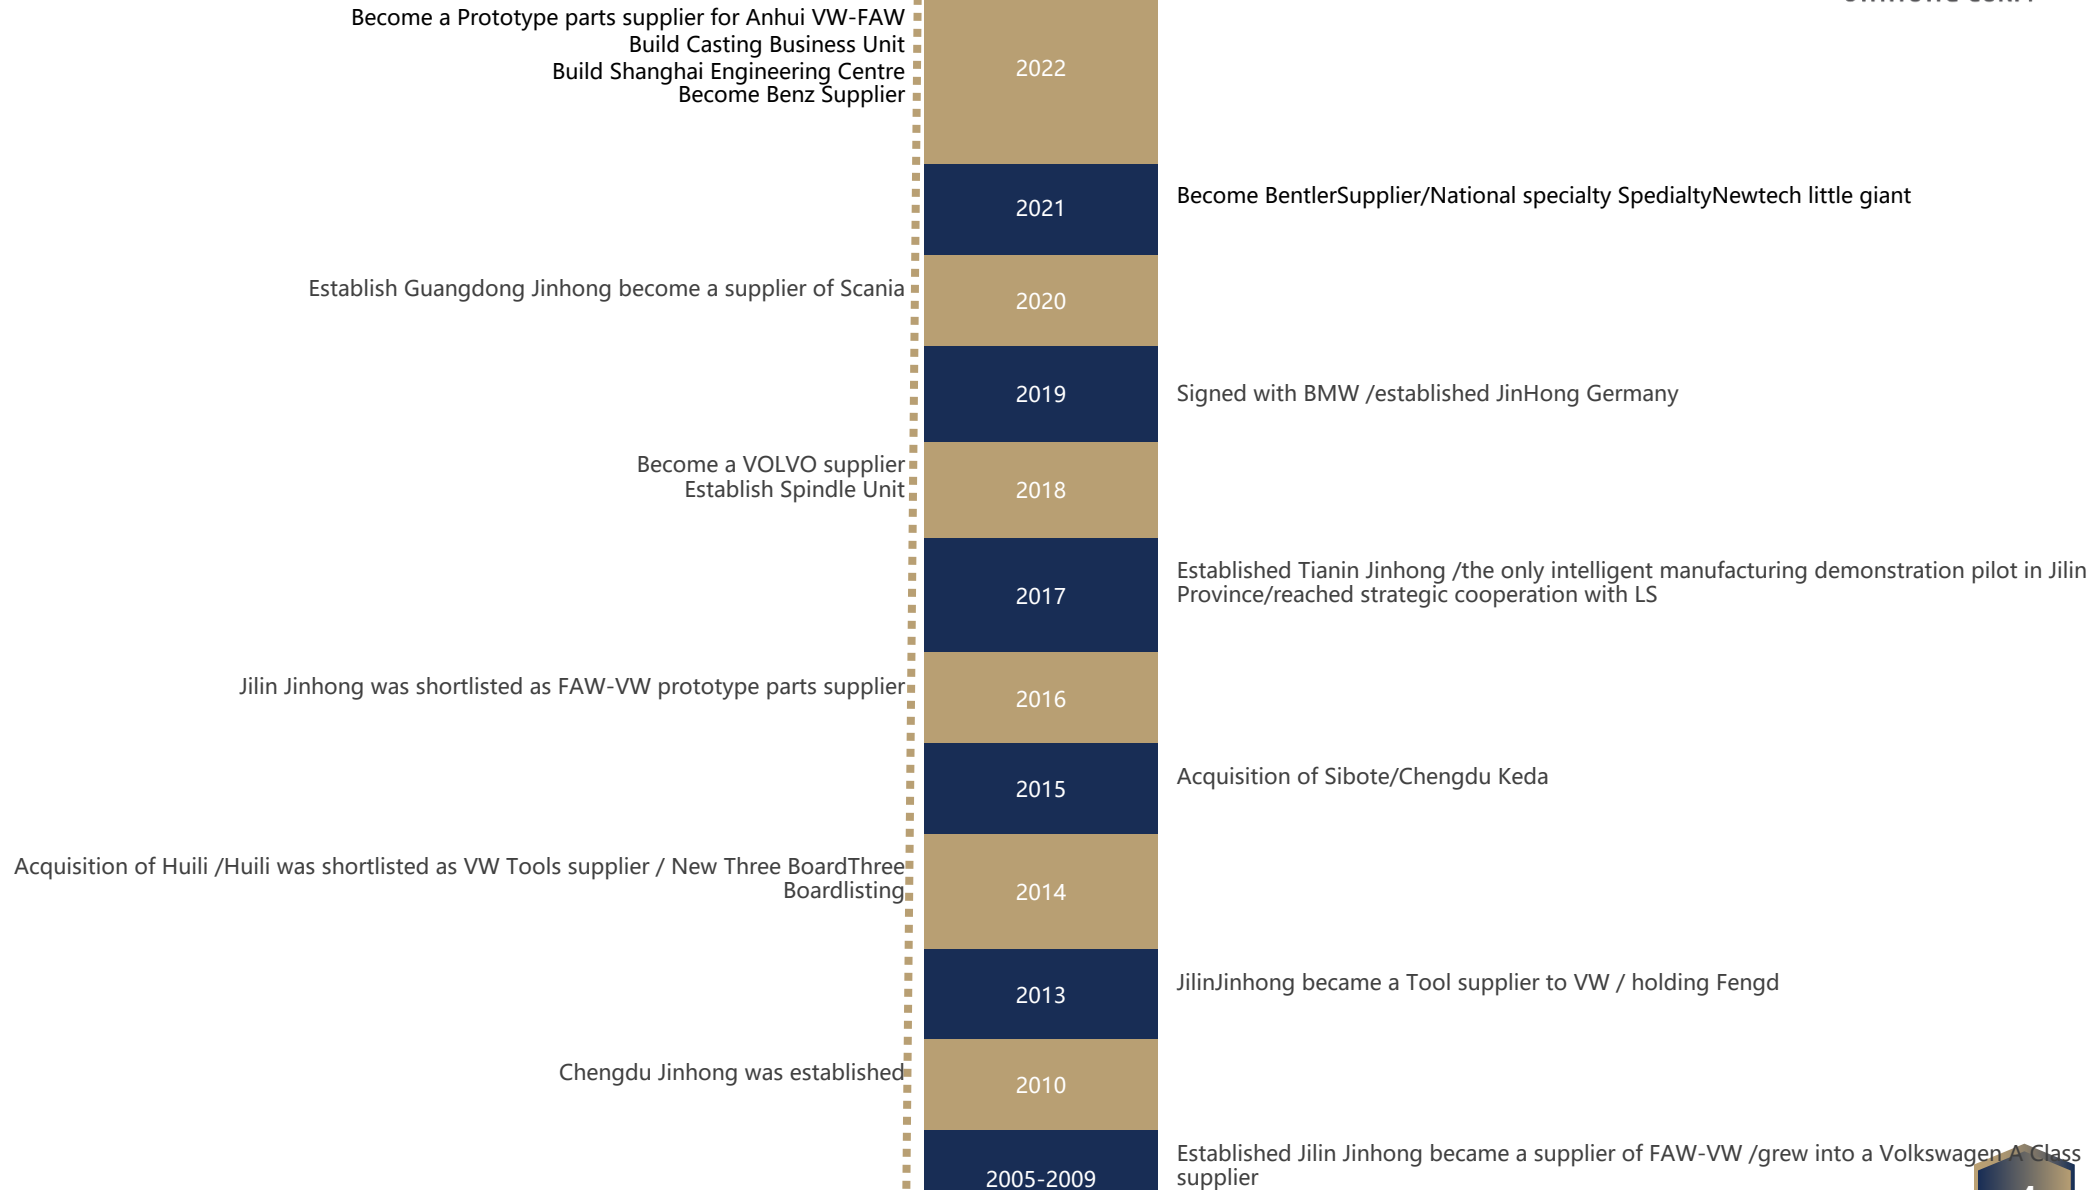 Become a Prototype parts supplier for Anhui VW-FAW
Build Casting Business Unit
Build Shanghai Engineering Centre
Become Benz Supplier
2022
2021
Become BentlerSupplier/National specialty SpedialtyNewtech little giant
Establish Guangdong Jinhong become a supplier of Scania
2020
2019
Signed with BMW /established JinHong Germany
Become a VOLVO supplier
Establish Spindle Unit
2018
2017
Established Tianin Jinhong /the only intelligent manufacturing demonstration pilot in Jilin
Province/reached strategic cooperation with LS
Jilin Jinhong was shortlisted as FAW-VW prototype parts supplier
2016
2015
Acquisition of Sibote/Chengdu Keda
Acquisition of Huili /Huili was shortlisted as VW Tools supplier / New Three BoardThree
Boardlisting
2014
2013
JilinJinhong became a Tool supplier to VW / holding Fengd
Chengdu Jinhong was established
2010
2005-2009
Established Jilin Jinhong became a supplier of FAW-VW /grew into a Volkswagen A Class
supplier